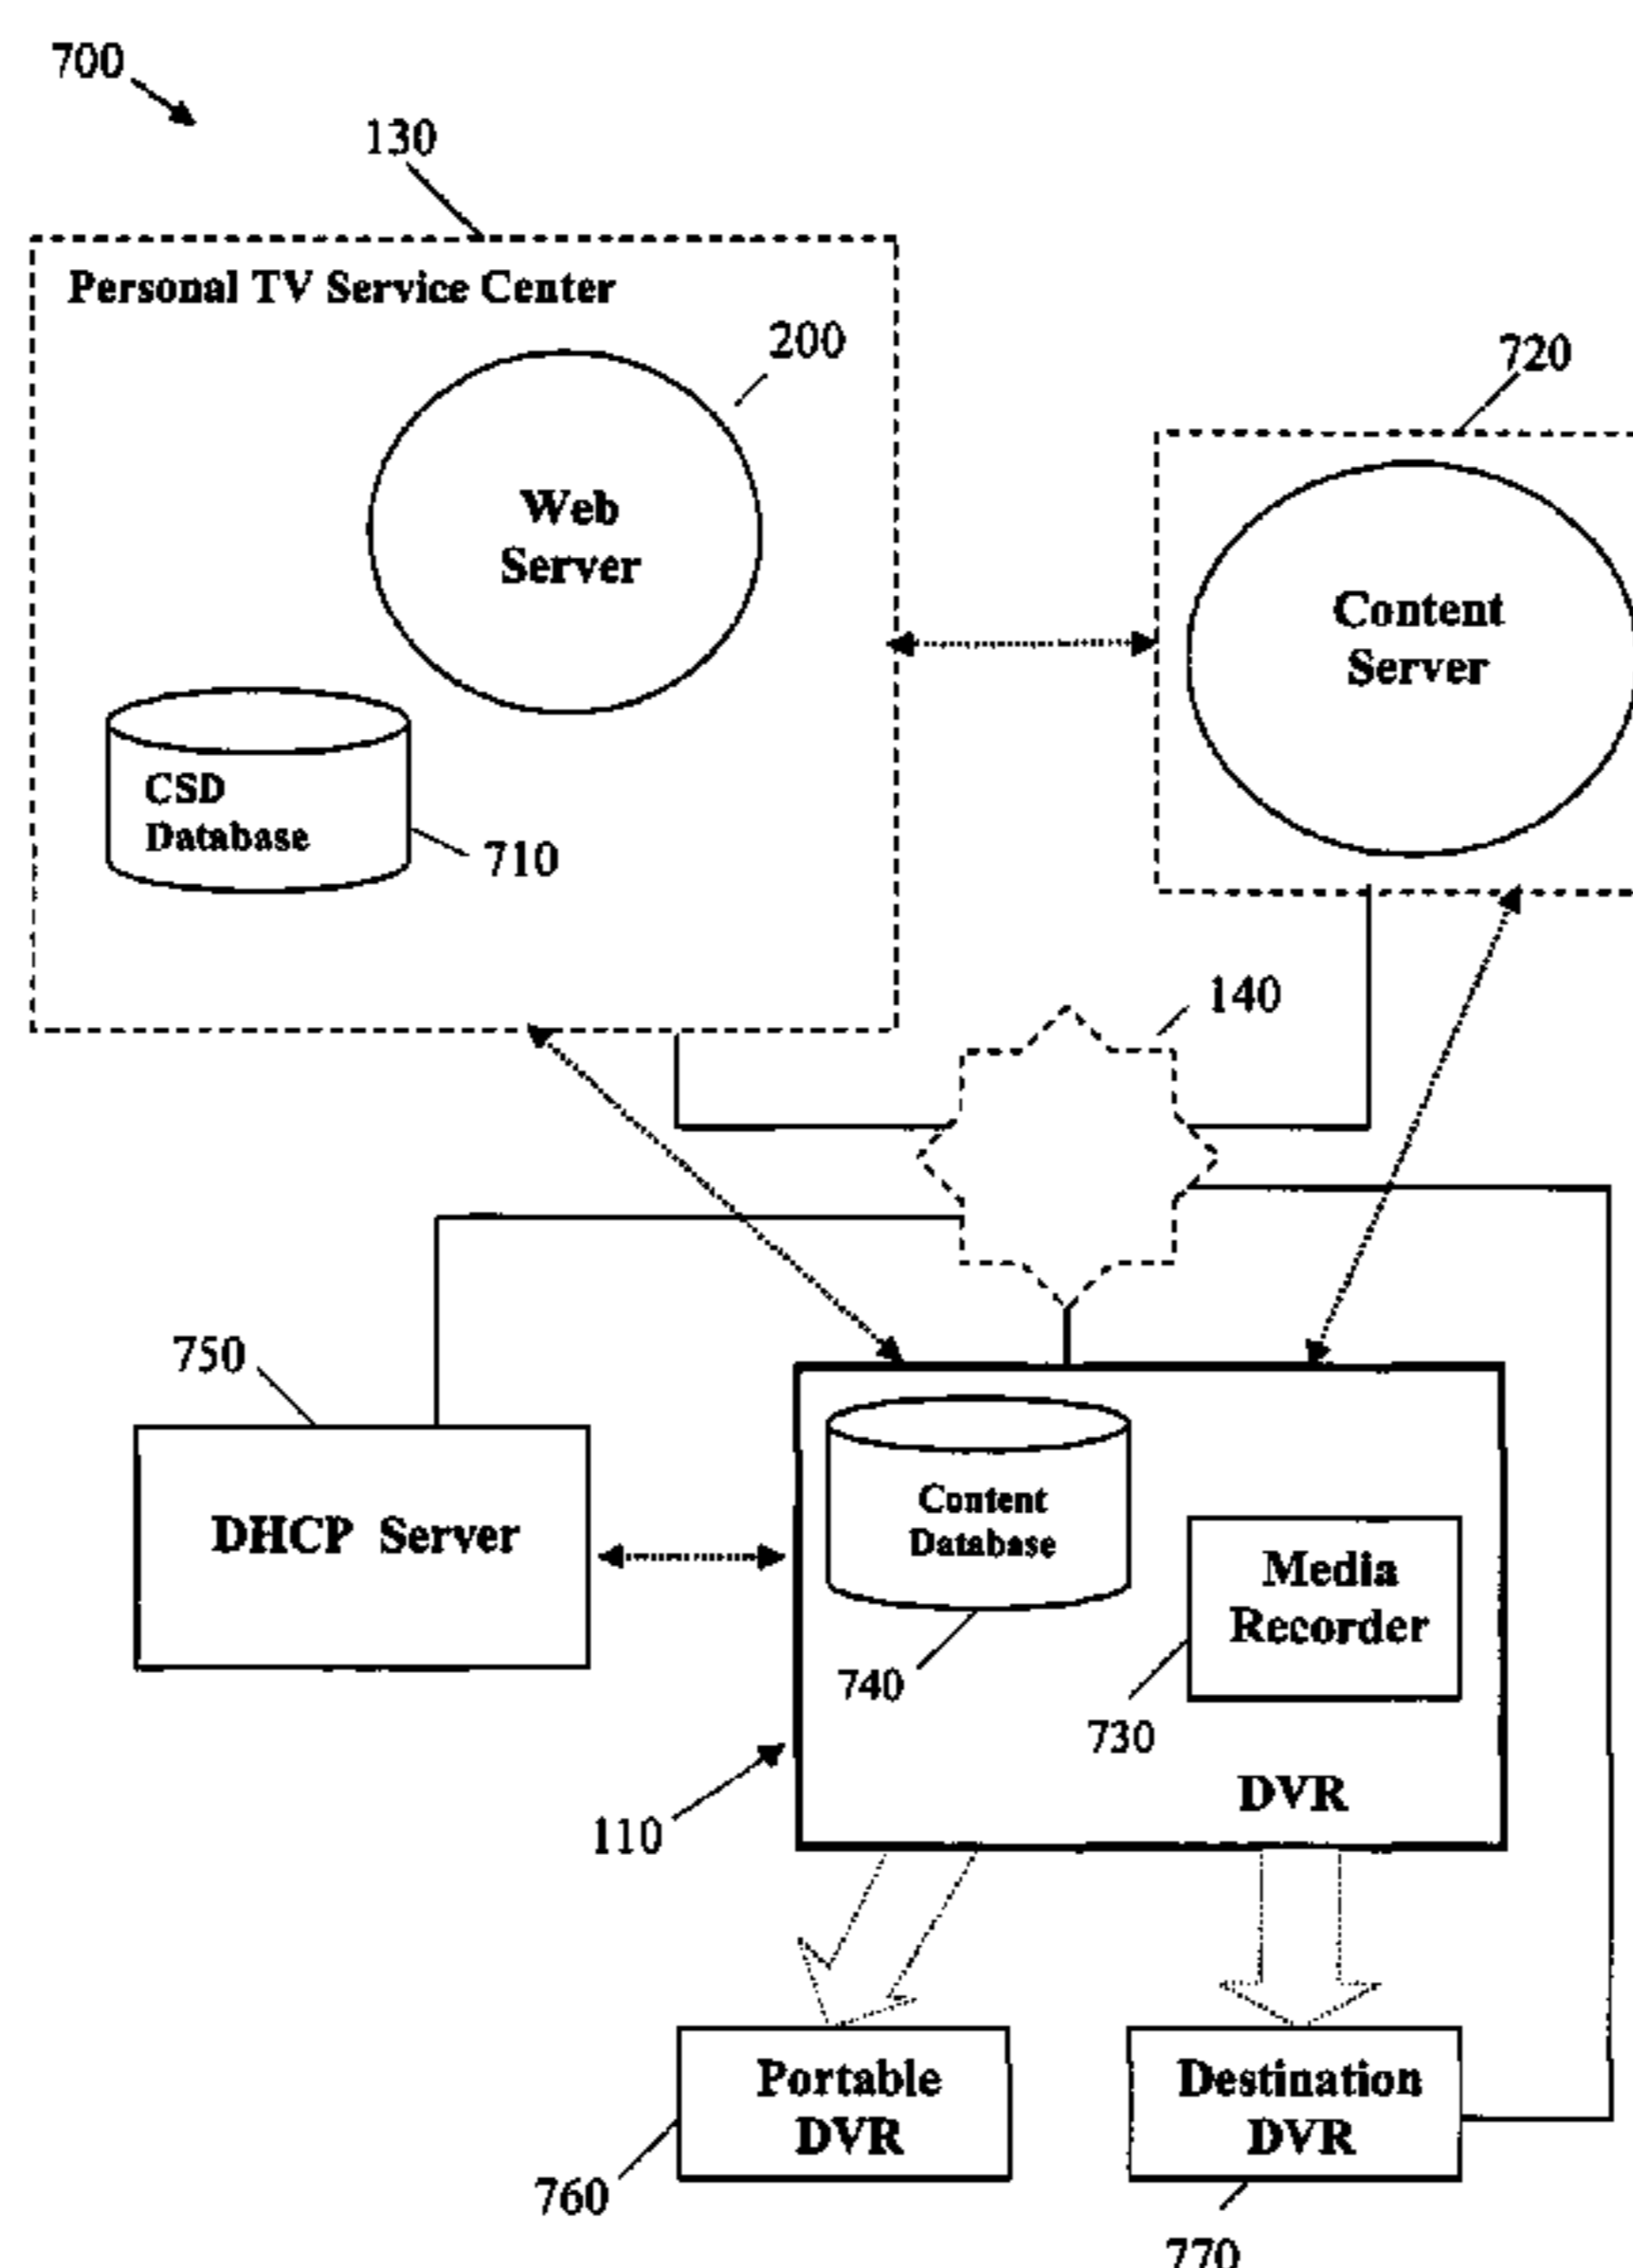 700
130
Personal TV Service Center
200
Web
Server
CSD
Database
710
720
Content
Server
140
750
DHCP Server
Content
Database
740
Media
Recorder
730
DVR
110
Portable
DVR
760
Destination
DVR
770